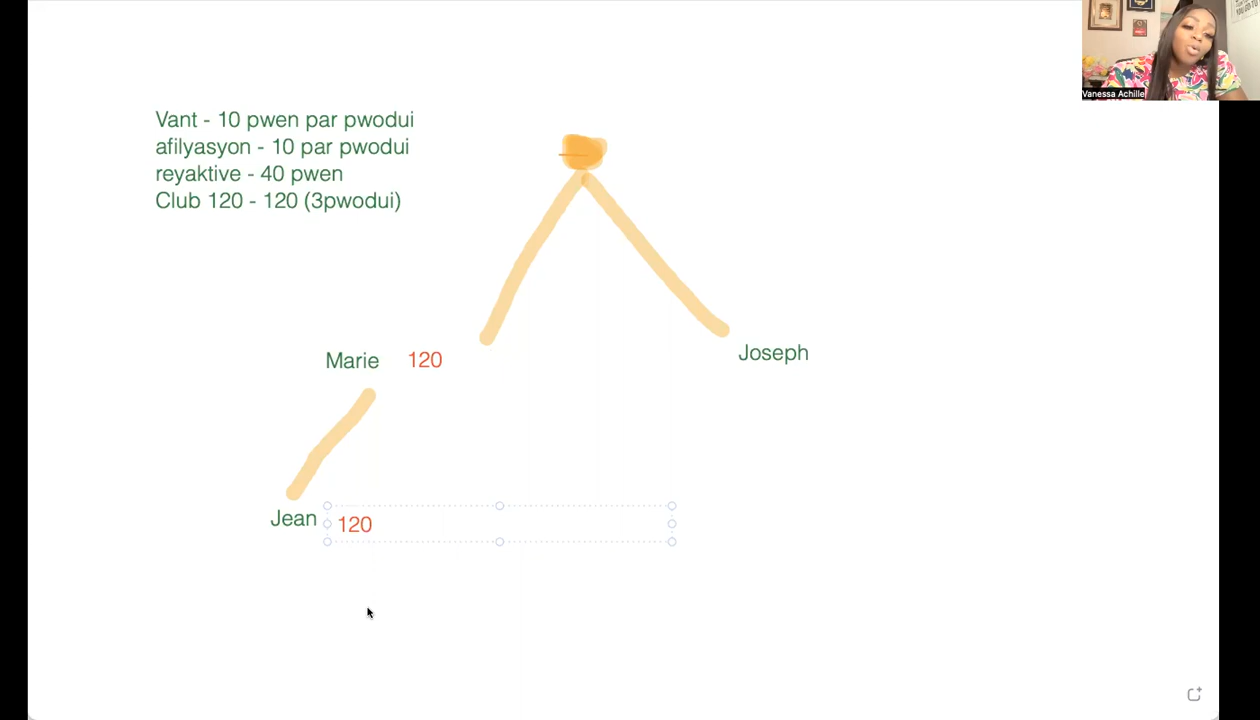 Vant - 10 pwen par pwodui
afilyasyon - 10 par pwodui
reyaktive - 40 pwen
Club 120 - 120 (3pwodui)
Marie 120
Joseph
Jean 120
Vanessa Achille